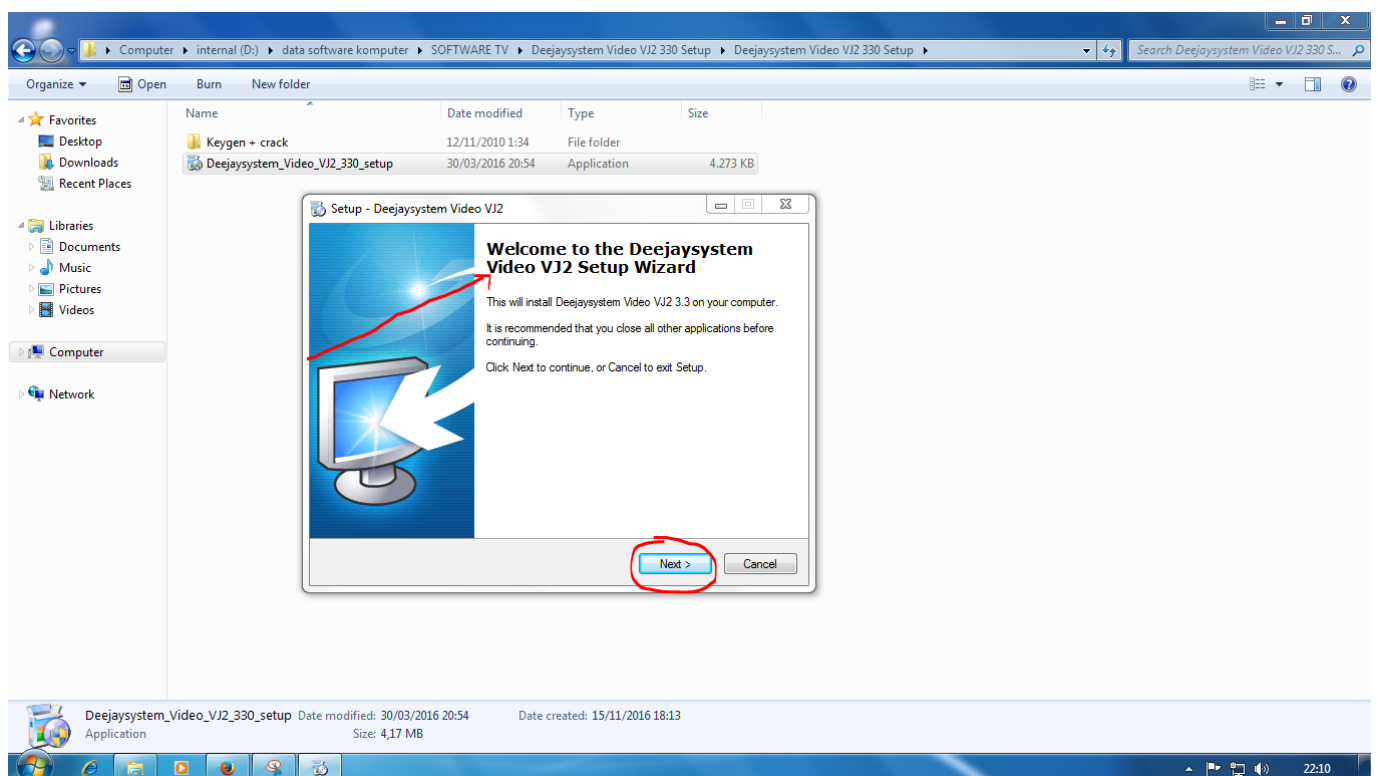 Computer internal (D:) data software komputer SOFTWARE TV Deejaysystem Video VJ2 330 Setup Deejaysystem Video VJ2 330 Setup
Search Deejaysystem Video VJ2 330 S...
Organize Open Burn New folder
Name Date modified Type Size
Favorites
Desktop
Downloads
Recent Places
Libraries
Documents
Music
Pictures
Videos
Computer
Network
Keygen + crack 12/11/2010 1:34 File folder
Deejaysystem_Video_VJ2_330_setup 30/03/2016 20:54 Application 4.273 KB
Setup - Deejaysystem Video VJ2
Welcome to the Deejaysystem
Video VJ2 Setup Wizard
This will install Deejaysystem Video VJ2 3.3 on your computer.
It is recommended that you close all other applications before
continuing.
Click Next to continue, or Cancel to exit Setup.
Next > Cancel
Deejaysystem_Video_VJ2_330_setup Date modified: 30/03/2016 20:54 Date created: 15/11/2016 18:13
Application Size: 4,17 MB
22:10